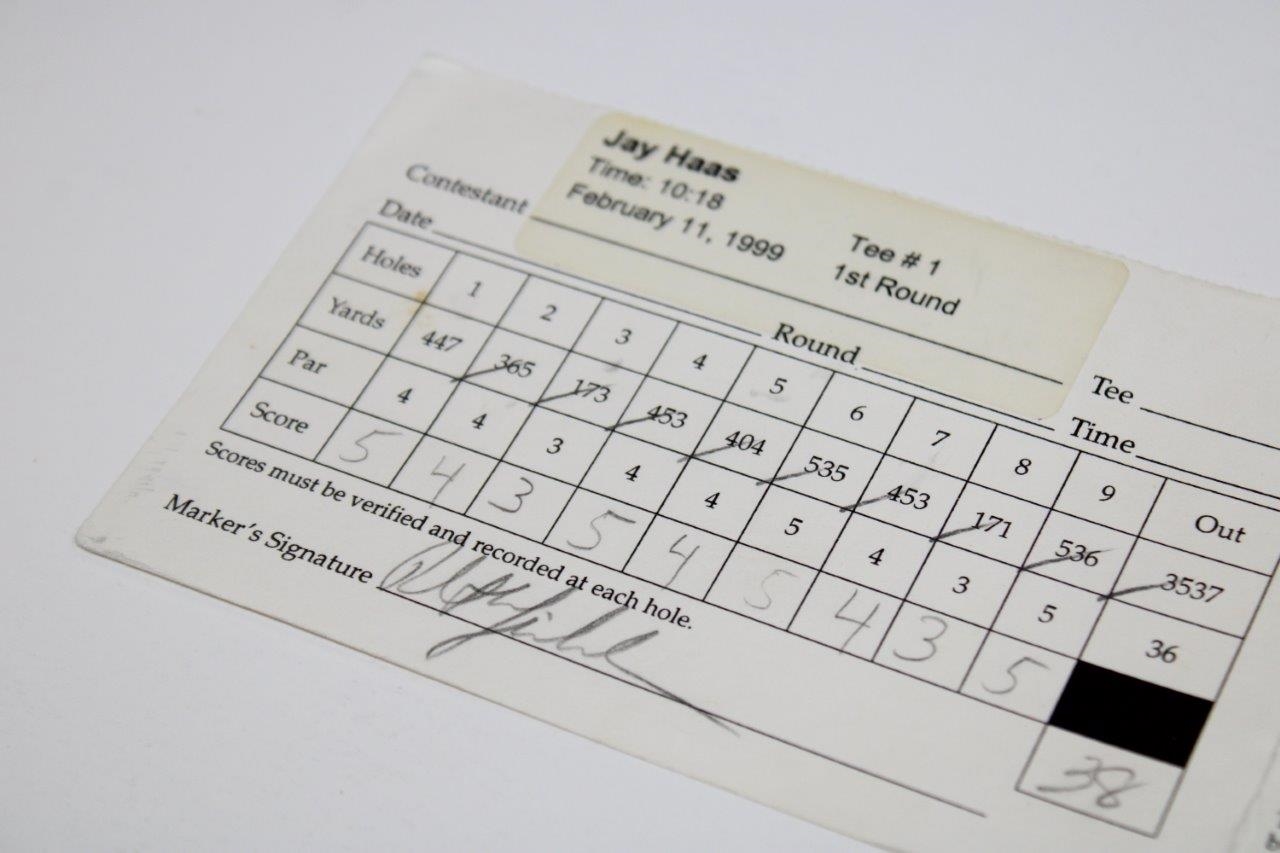 Jay Haas
Time: 10:18
February 11, 1999
Tee # 1
1st Round
Contestant
Date
Round
Tee
Time
Holes 1 2 3 4 5 6 7 8 9 Out
Yards 447 365 173 453 404 535 453 171 536 3537
Par 4 4 3 4 4 5 4 3 5 36
Score 5 4 3 5 4 5 4 3 5
38
Scores must be verified and recorded at each hole.
Marker's Signature